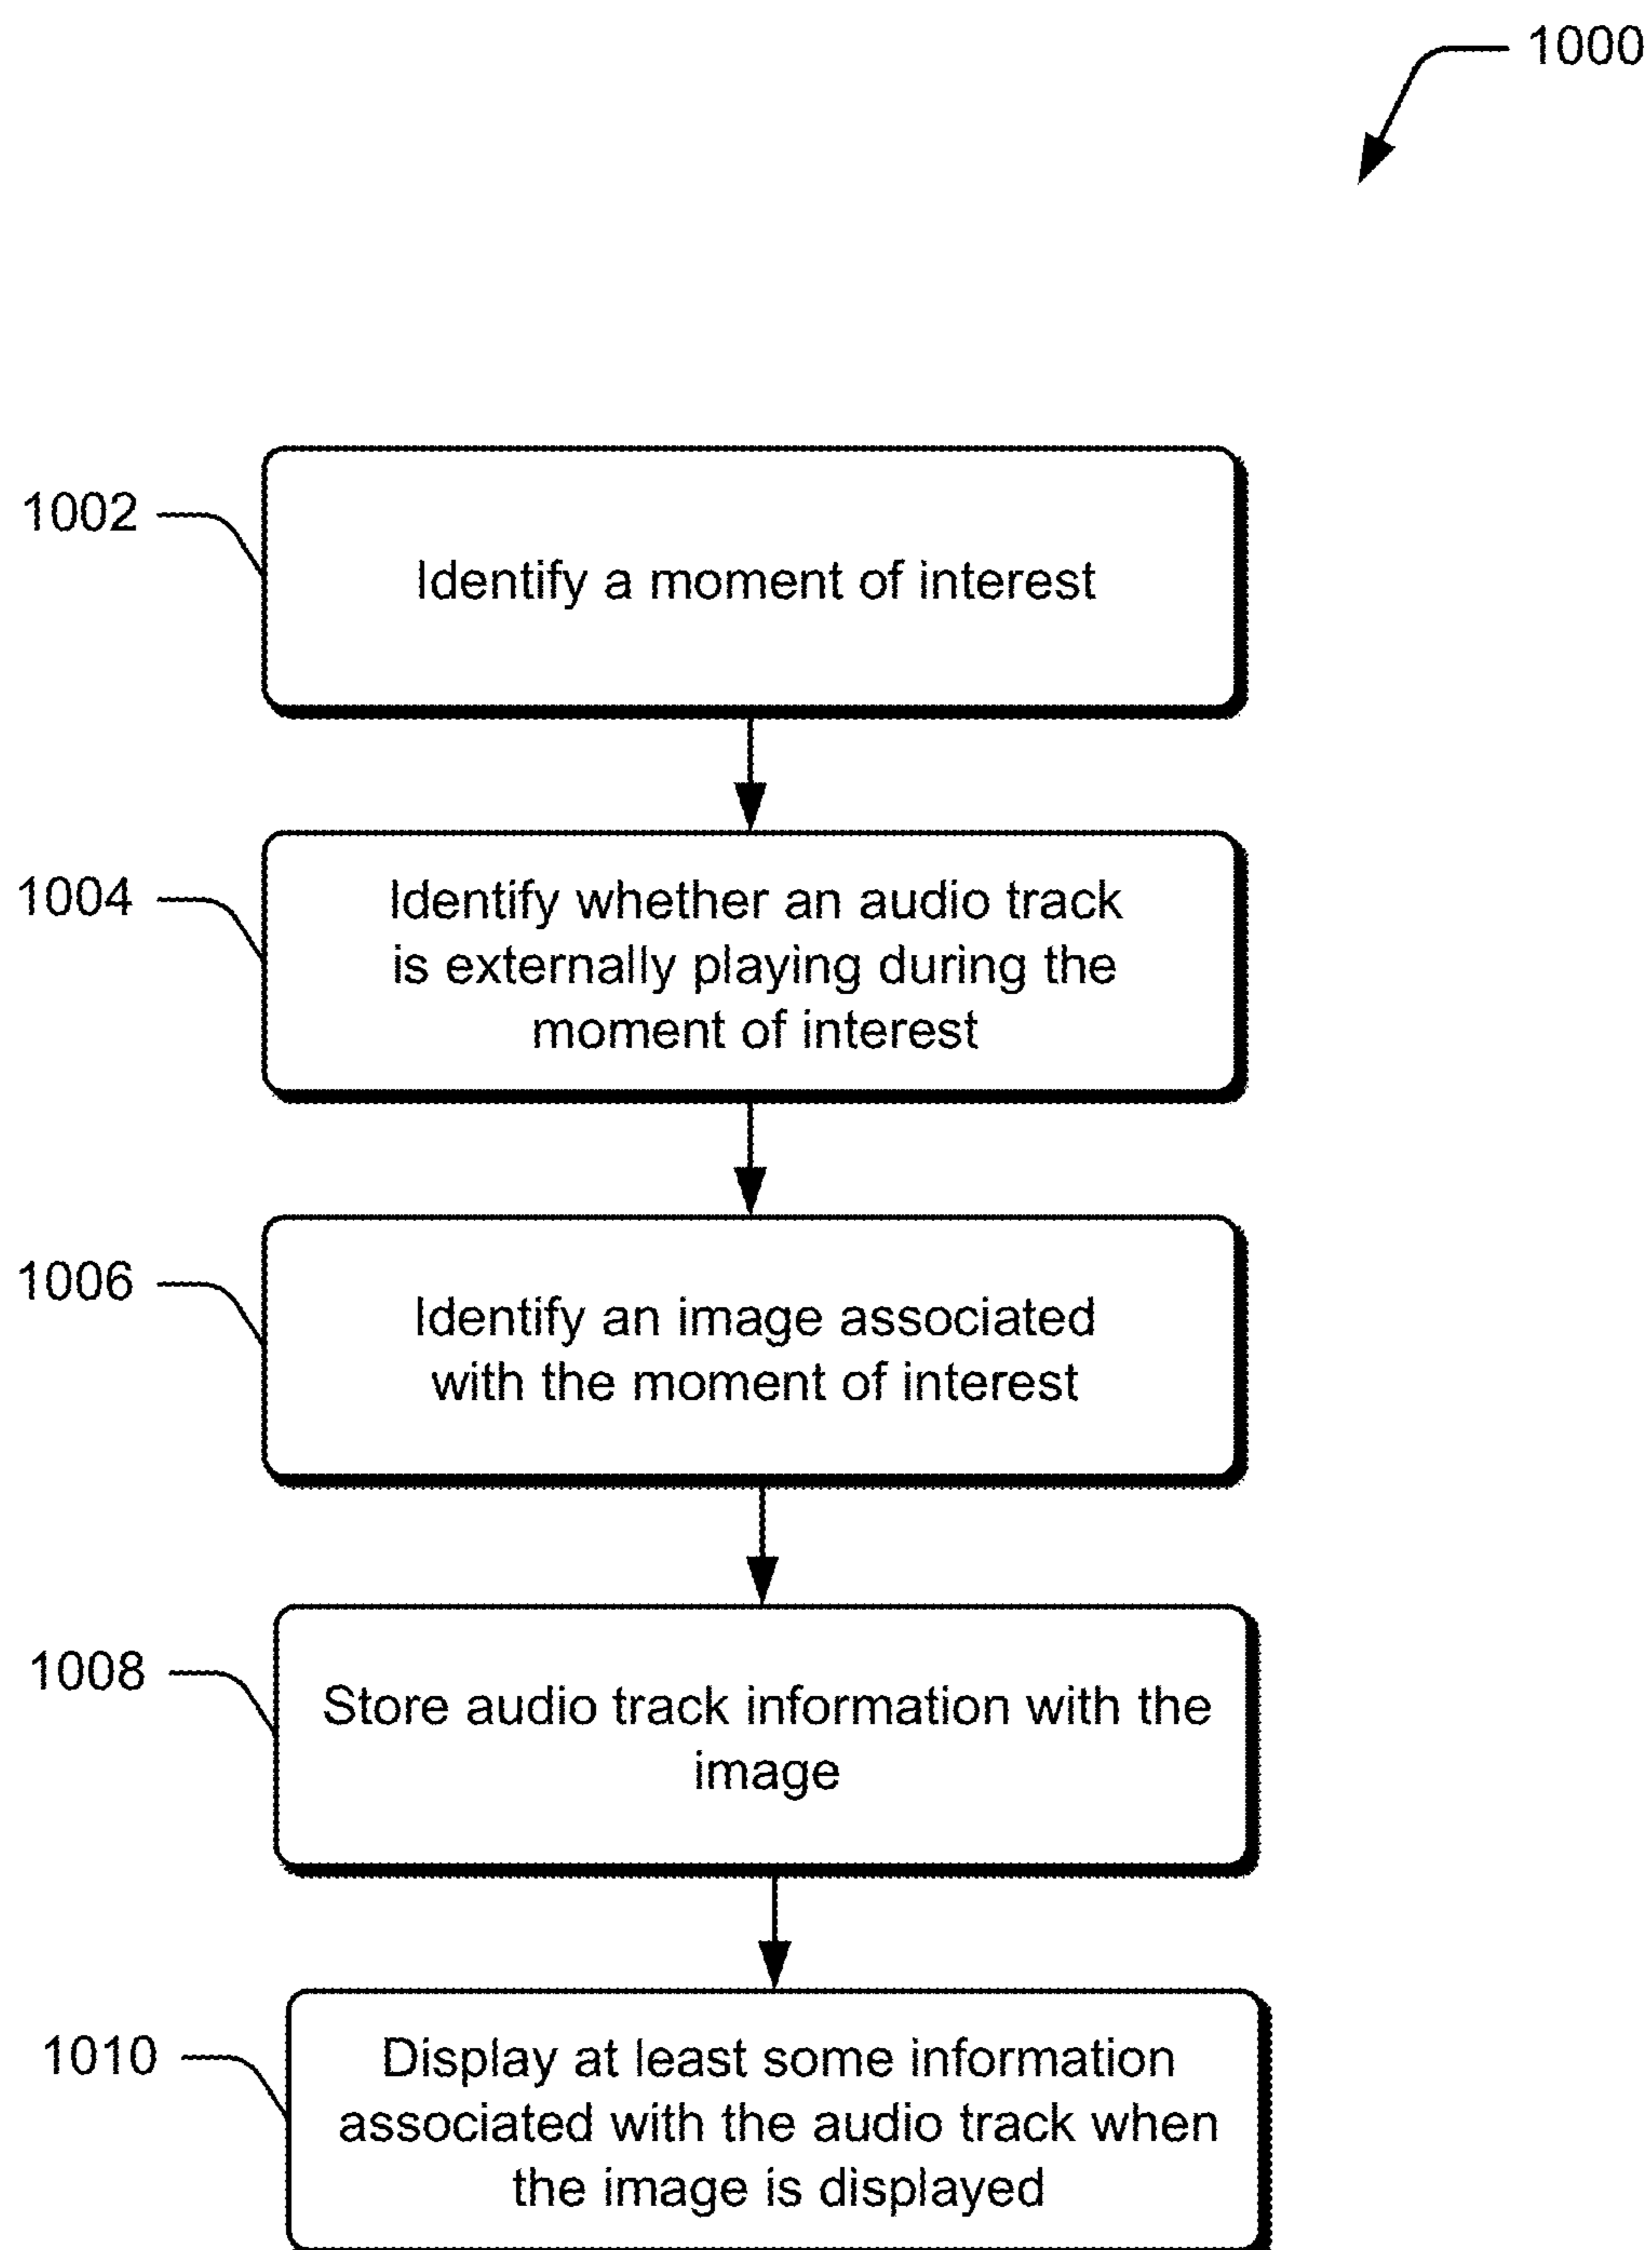 1000
1002
Identify a moment of interest
1004
Identify whether an audio track
is externally playing during the
moment of interest
1006
Identify an image associated
with the moment of interest
1008
Store audio track information with the
image
1010
Display at least some information
associated with the audio track when
the image is displayed